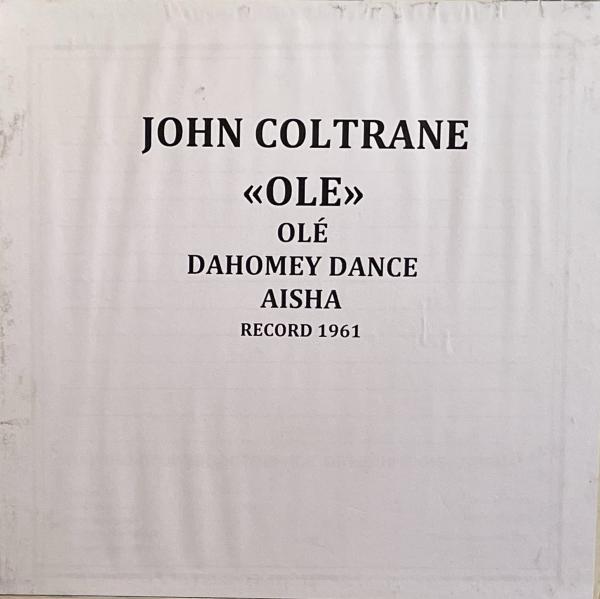 JOHN COLTRANE
«OLE»
OLÉ
DAHOMEY DANCE
AISHA
RECORD 1961